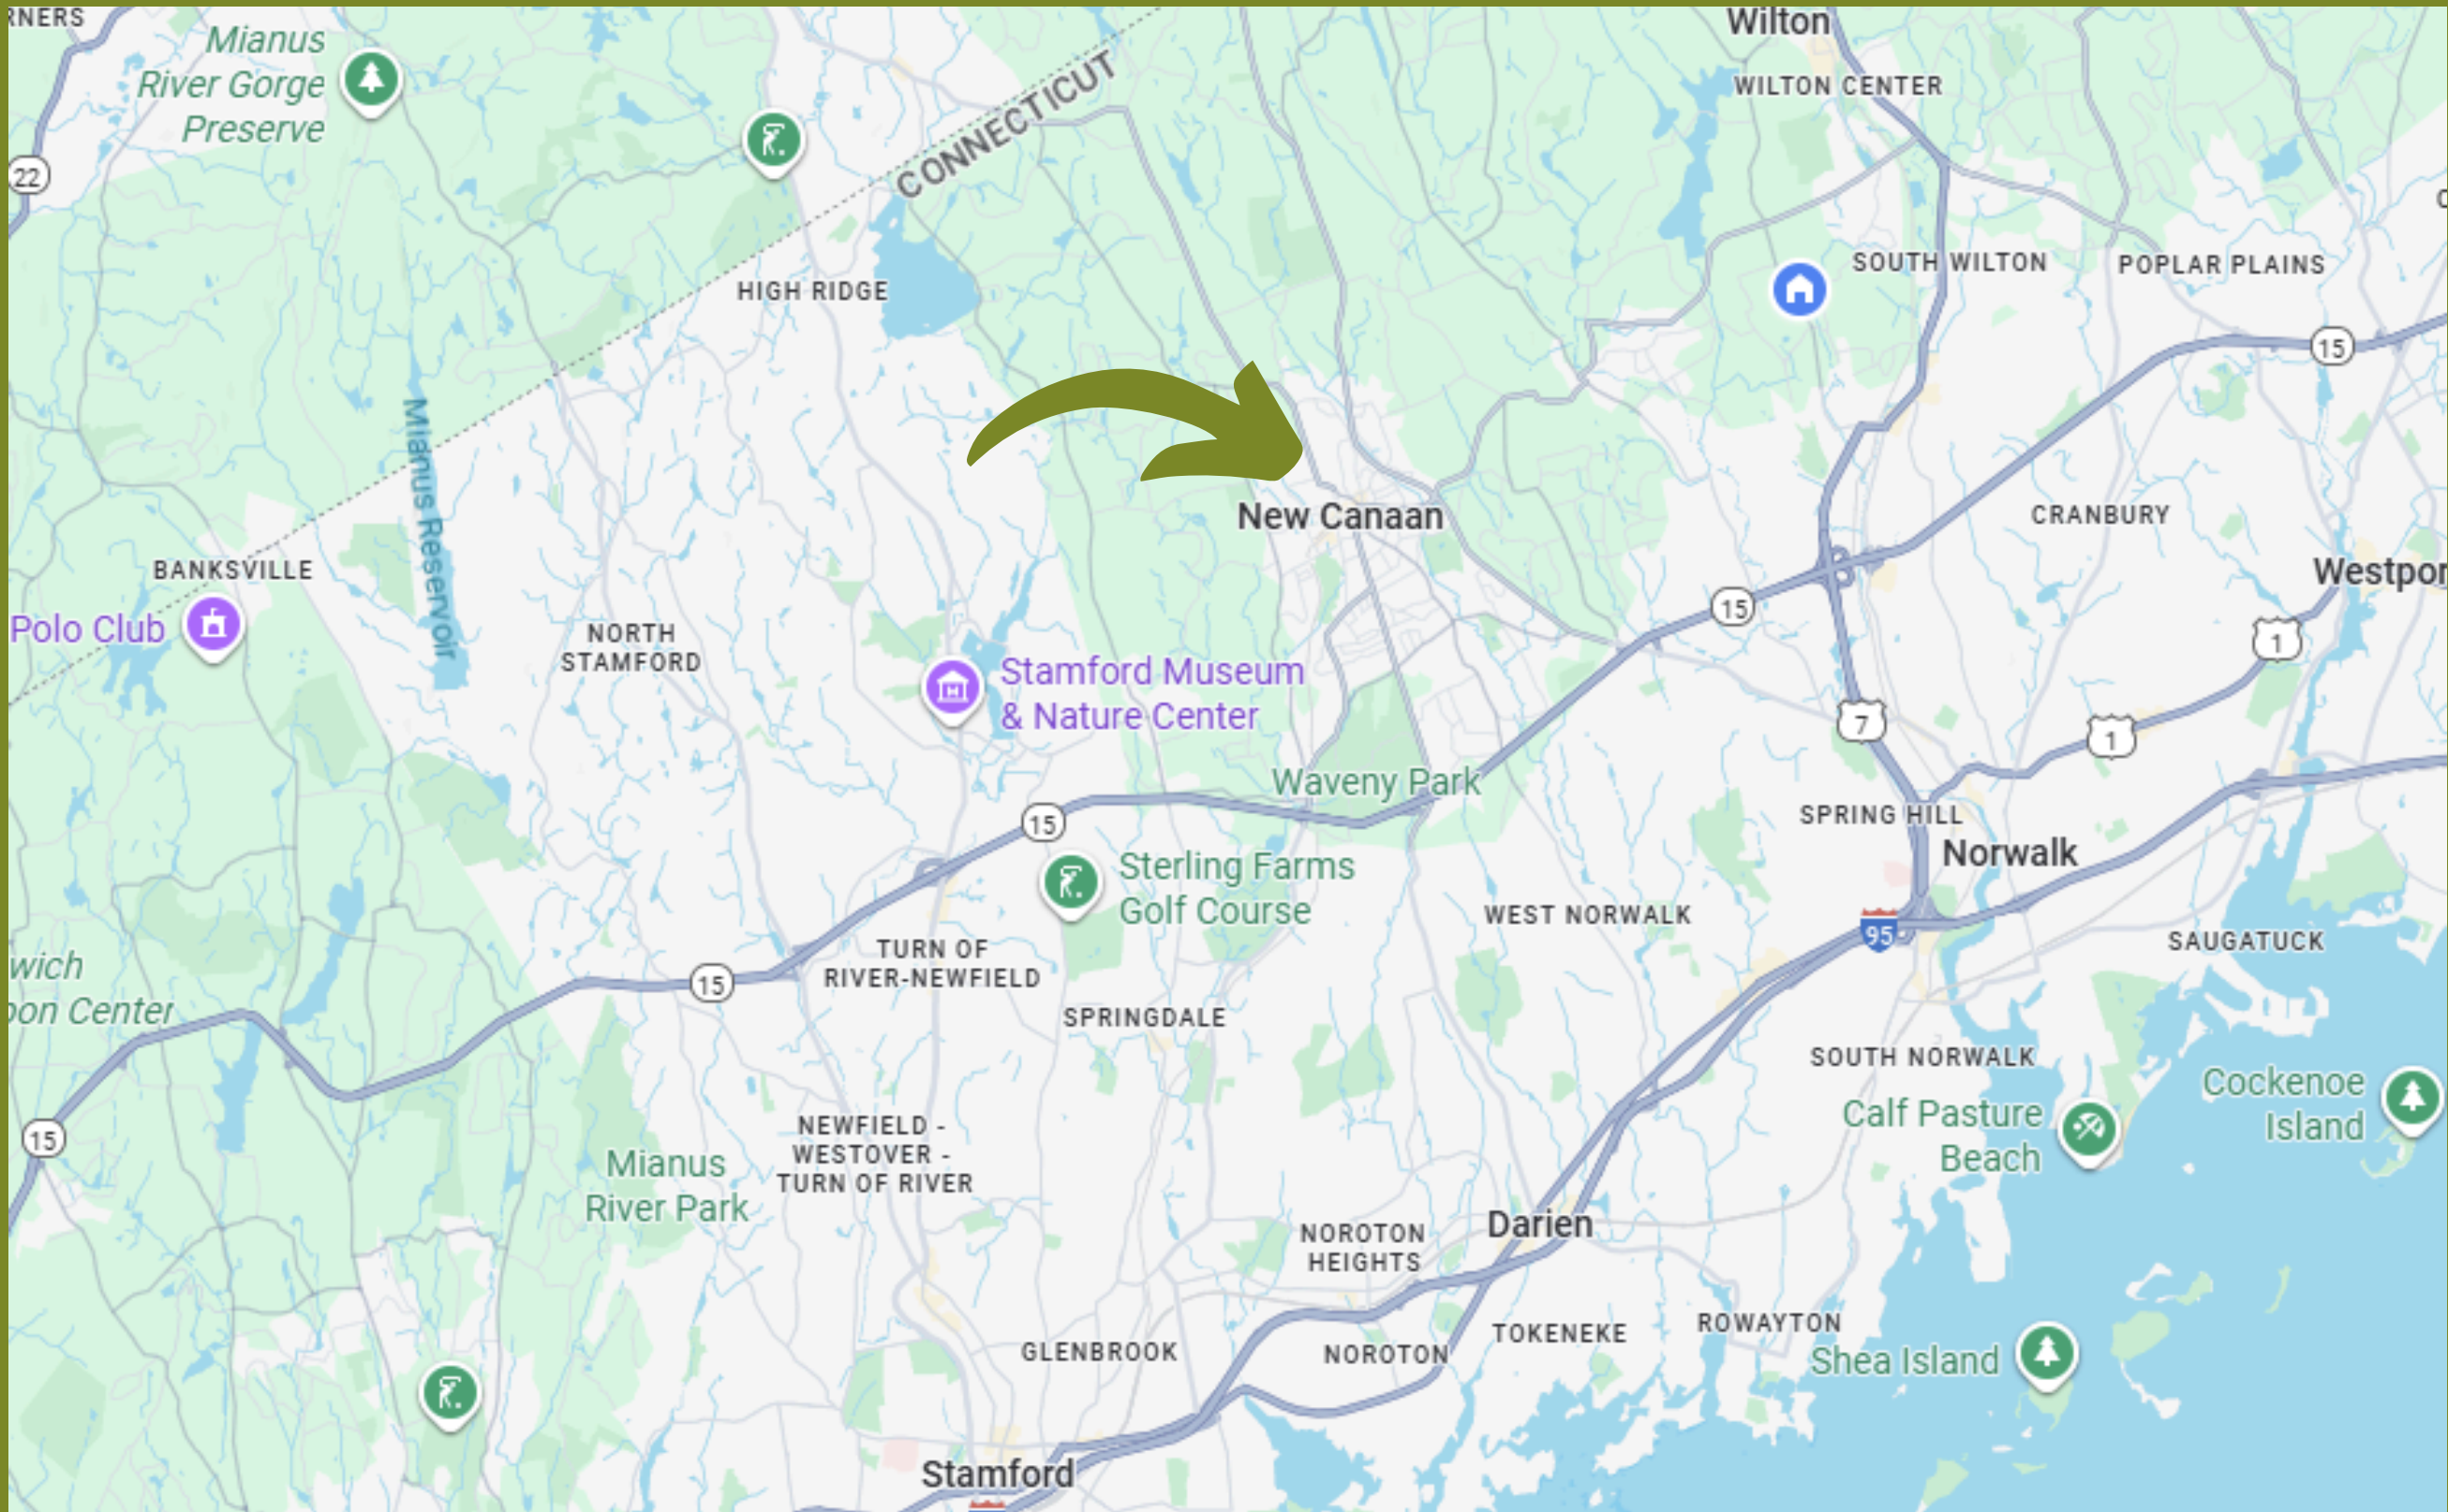 RNERS
Mianus
River Gorge
Preserve
22
CONNECTICUT
Wilton
WILTON CENTER
HIGH RIDGE
SOUTH WILTON
POPLAR PLAINS
15
Mianus Reservoir
New Canaan
CRANBURY
BANKSVILLE
Polo Club
Westpor
15
1
NORTH
STAMFORD
Stamford Museum
& Nature Center
7
1
Waveny Park
15
SPRING HILL
Norwalk
Sterling Farms
Golf Course
WEST NORWALK
95
SAUGATUCK
wich
oon Center
TURN OF
RIVER-NEWFIELD
15
SPRINGDALE
SOUTH NORWALK
Cockenoe
Island
Calf Pasture
Beach
15
NEWFIELD -
WESTOVER -
TURN OF RIVER
Mianus
River Park
Darien
NOROTON
HEIGHTS
ROWAYTON
TOKENEKE
GLENBROOK
NOROTON
Shea Island
Stamford